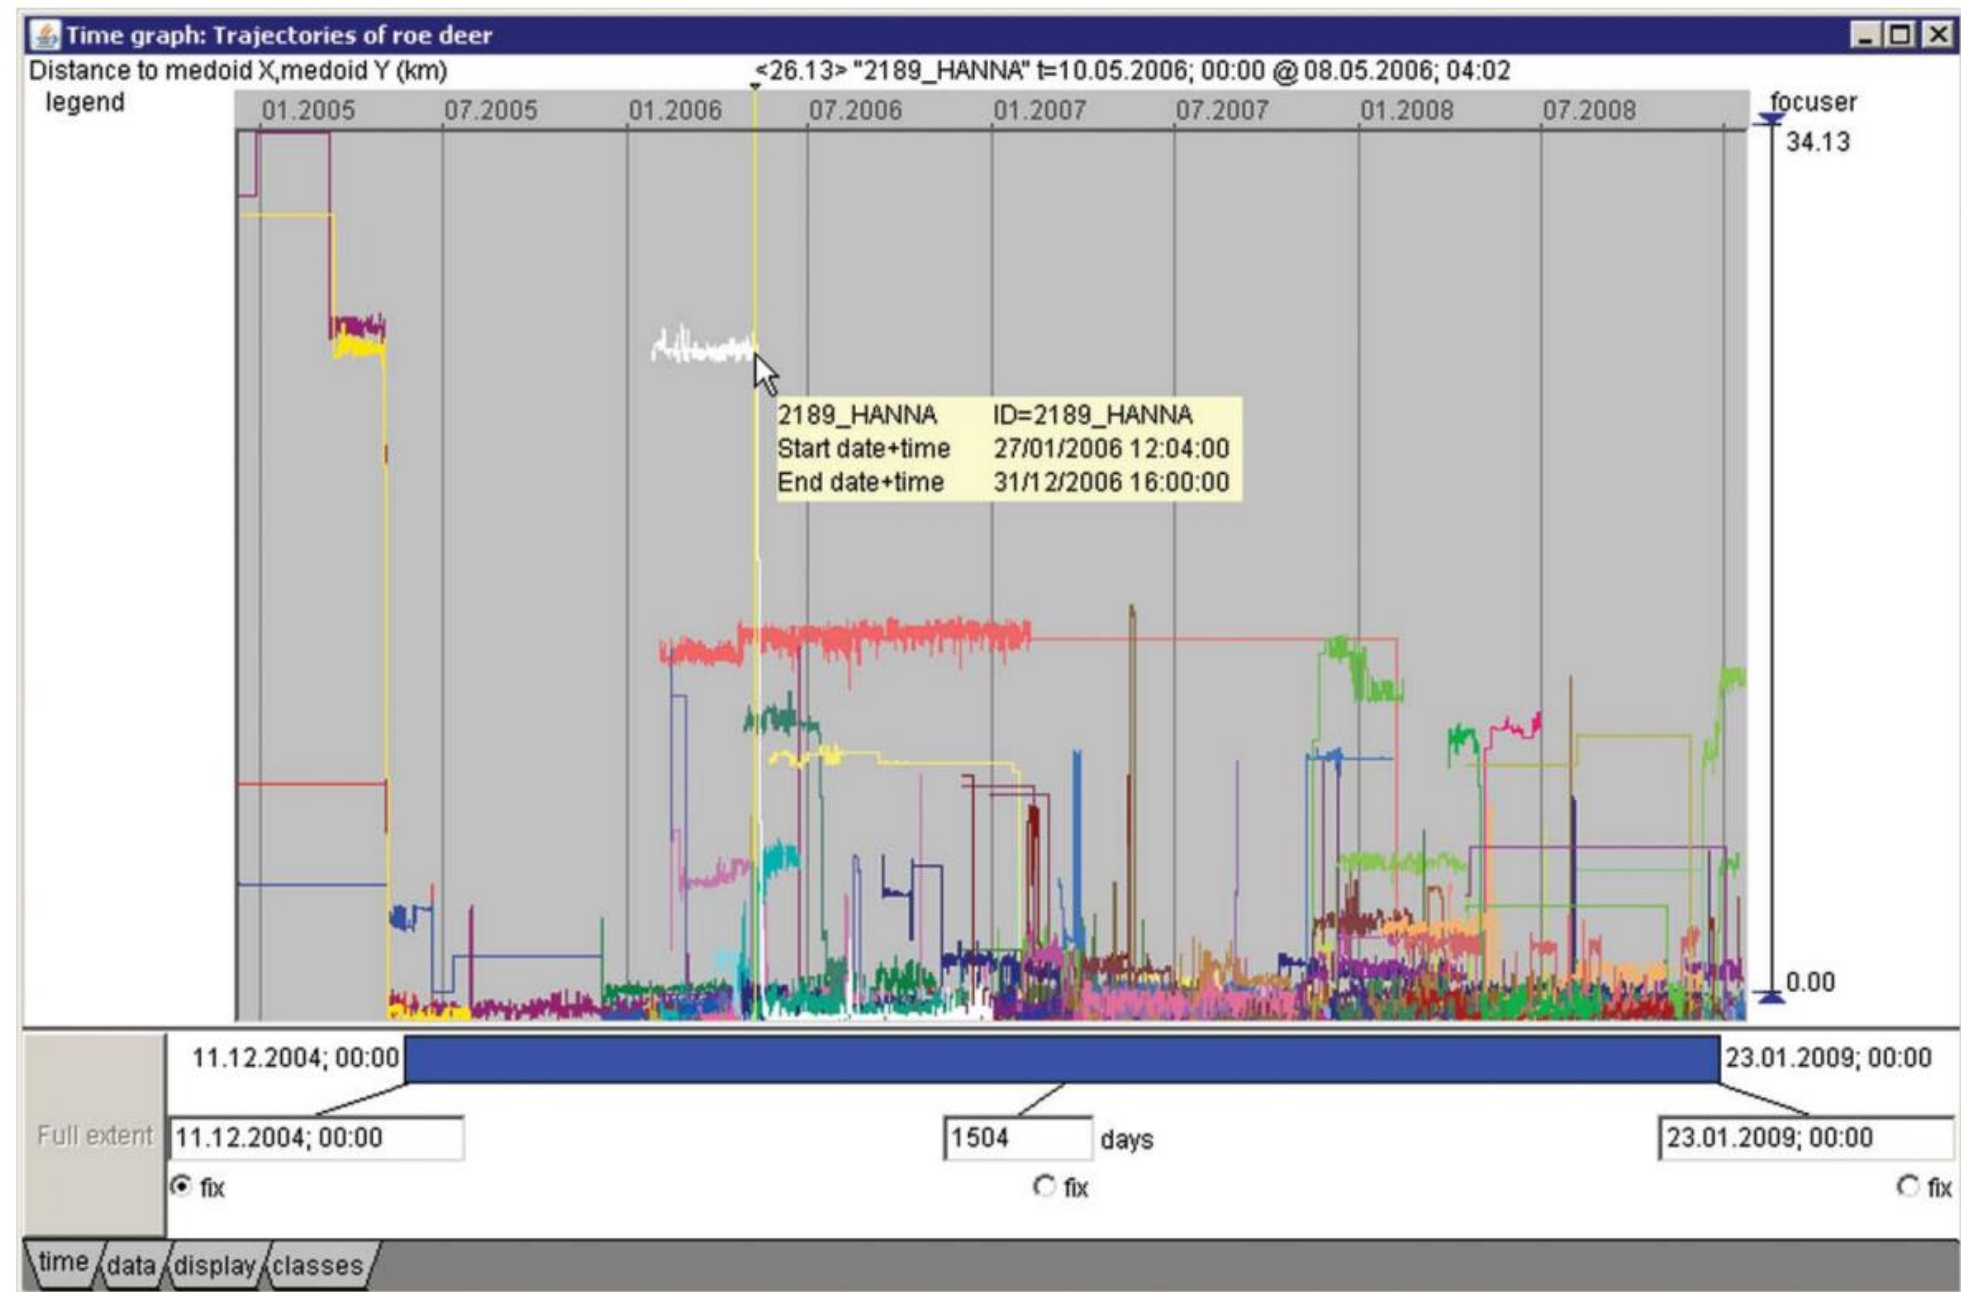 Time graph: Trajectories of roe deer
Distance to medoid X,medoid Y (km)
<26.13> "2189_HANNA" t=10.05.2006; 00:00 @ 08.05.2006; 04:02
legend
01.2005 07.2005 01.2006 07.2006 01.2007 07.2007 01.2008 07.2008
focuser
34.13
2189_HANNA ID=2189_HANNA
Start date+time 27/01/2006 12:04:00
End date+time 31/12/2006 16:00:00
0.00
11.12.2004; 00:00 23.01.2009; 00:00
Full extent 11.12.2004; 00:00 1504 days 23.01.2009; 00:00
fix fix fix
time data display classes